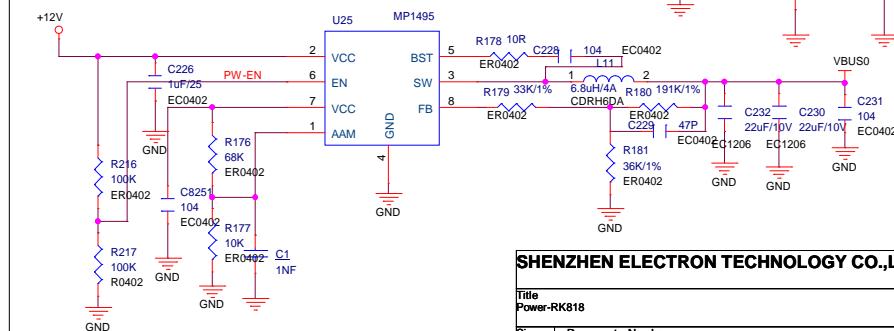 +12V
U25
MP1495
2 VCC
6 EN
7 VCC
1 AAM
GND
4
GND
BST 5
SW 3
FB 8
PW-EN
C226
1uF/25
EC0402
GND
R216
100K
ER0402
R217
100K
R0402
GND
C8251
104
EC0402
GND
R176
68K
ER0402
R177
10K
ER0402
GND
C1
1NF
R178 10R
ER0402
C228 104 EC0402
L11
1 2
6.8uH/4A
CDRH6DA
R179 33K/1%
ER0402
R180 191K/1%
ER0402
C229 47P
EC0402
R181
36K/1%
ER0402
GND
C232
22uF/10V
EC1206
GND
C230
22uF/10V
EC1206
GND
VBUS0
C231
104
EC0402
GND
SHENZHEN ELECTRON TECHNOLOGY CO.,L
Title
Power-RK818